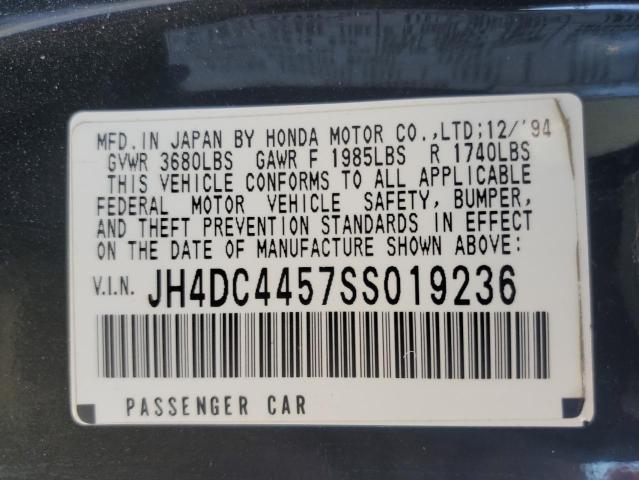 MFD. IN JAPAN BY HONDA MOTOR CO.,LTD:12/'94
GVWR 3680LBS GAWR F 1985LBS R 1740LBS
THIS VEHICLE CONFORMS TO ALL APPLICABLE
FEDERAL MOTOR VEHICLE SAFETY, BUMPER,
AND THEFT PREVENTION STANDARDS IN EFFECT
ON THE DATE OF MANUFACTURE SHOWN ABOVE:
V.I.N. JH4DC4457SS019236
PASSENGER CAR